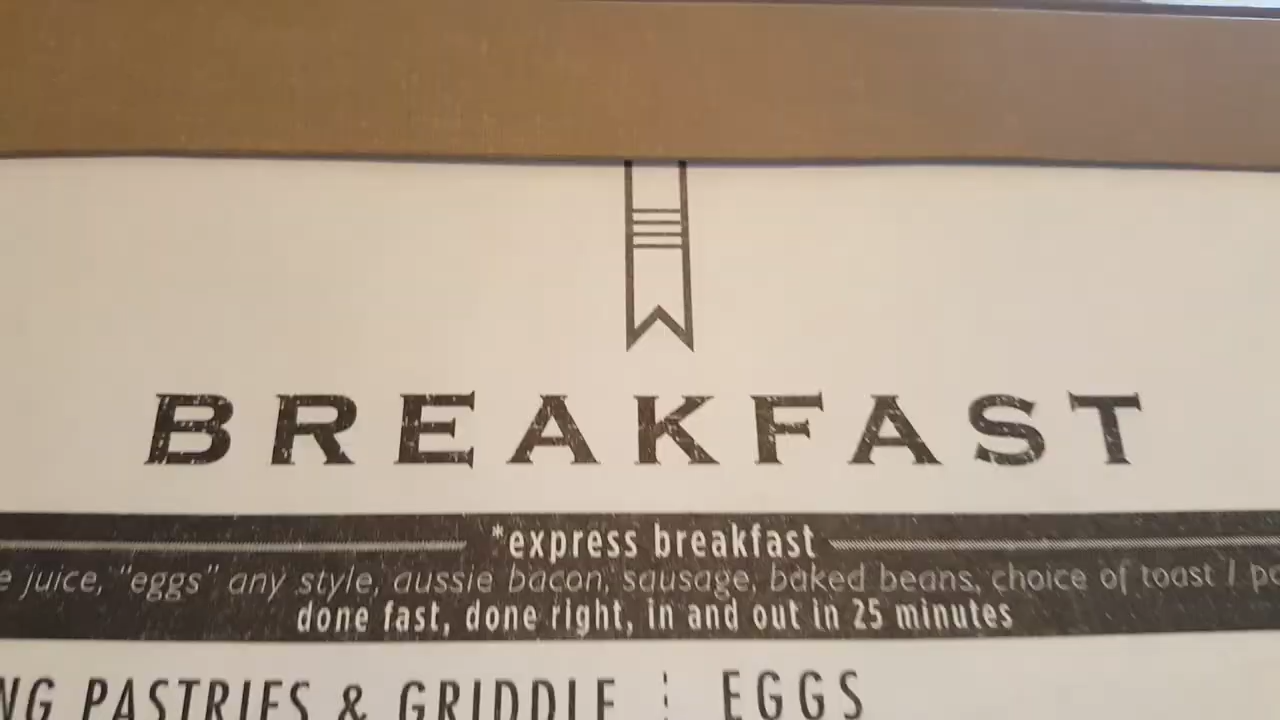 BREAKFAST
*express breakfast
juice, "eggs" any style, aussie bacon, sausage, baked beans, choice of toast /
done fast, done right, in and out in 25 minutes
PASTRIES & GRIDDLE EGGS